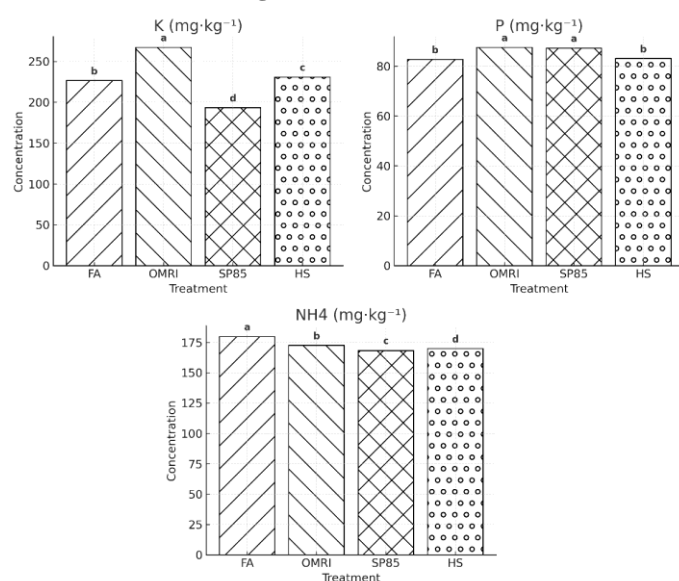 K (mg·kg⁻¹)
250
200
150
100
50
0
Concentration
b
a
d
c
FA OMRI SP85 HS
Treatment
P (mg·kg⁻¹)
80
60
40
20
0
Concentration
b
a
a
b
FA OMRI SP85 HS
Treatment
NH4 (mg·kg⁻¹)
175
150
125
100
75
50
25
0
Concentration
a
b
c
d
FA OMRI SP85 HS
Treatment